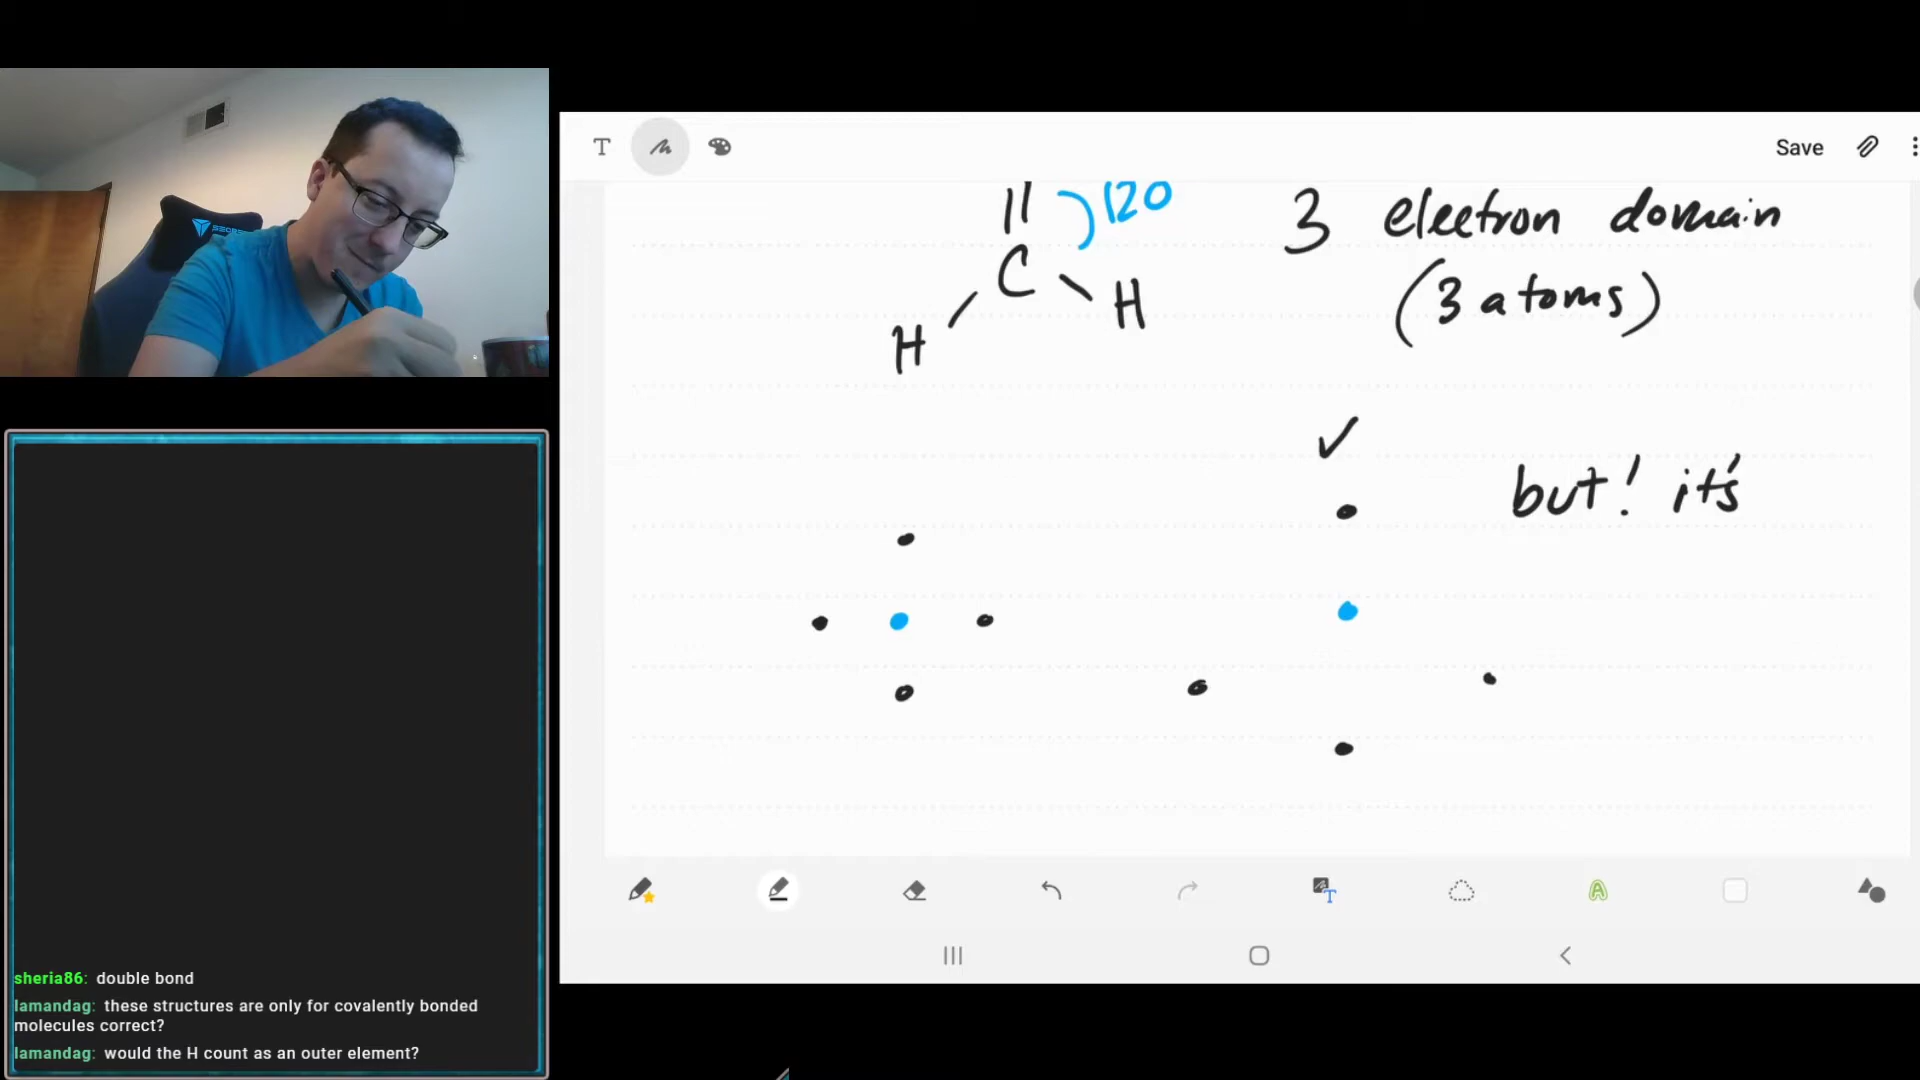 T
Save
120
3 electron domain
(3 atoms)
C
H
H
✓
but! it's
T
A
sheria86: double bond
lamandag: these structures are only for covalently bonded
molecules correct?
lamandag: would the H count as an outer element?